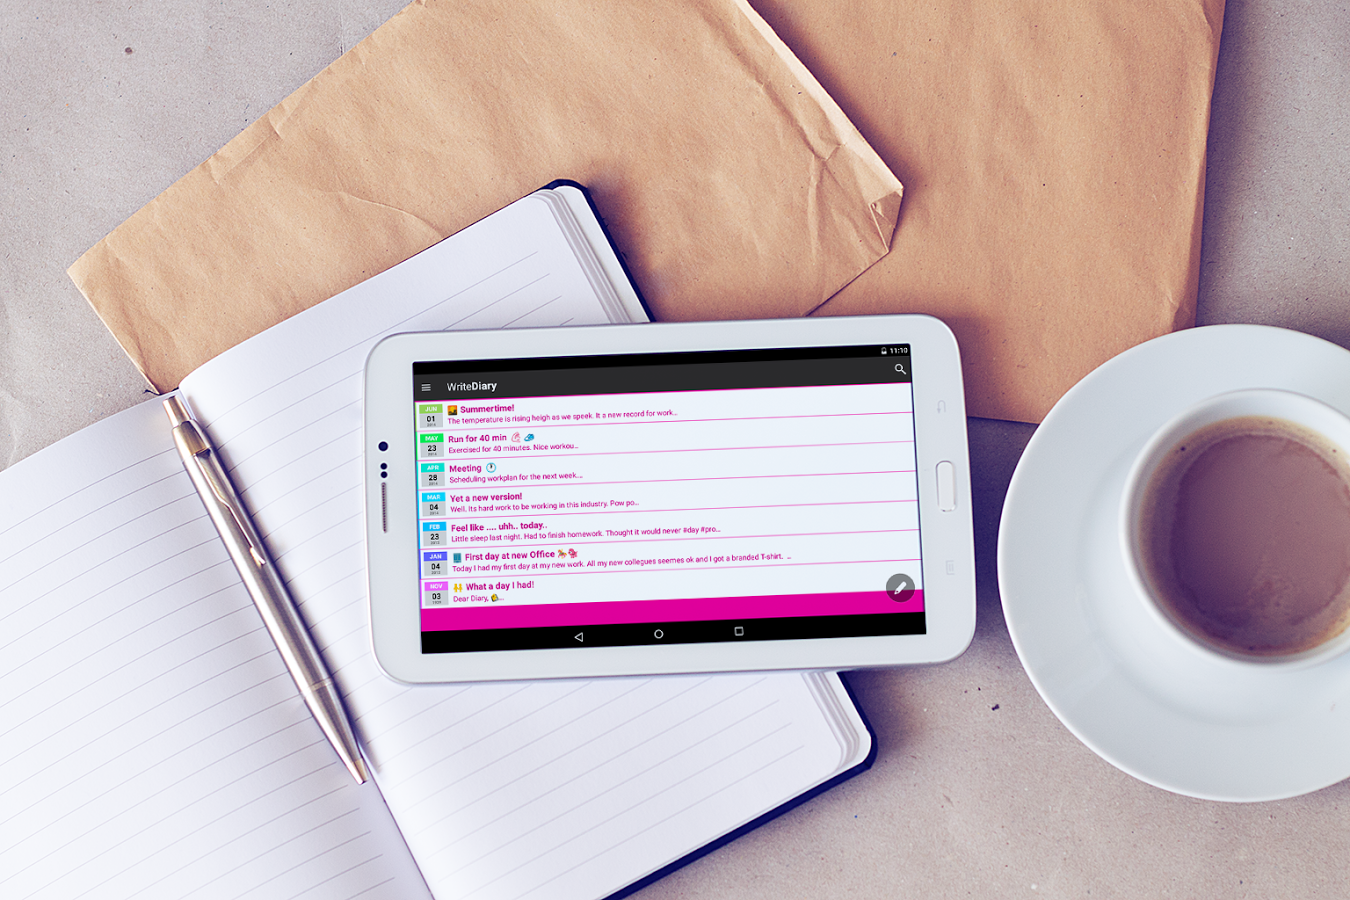 11:10
WriteDiary
JUN
01
Summertime!
The temperature is rising heigh as we speek. It a new record for work...
MAY
23
Run for 40 min
Exercised for 40 minutes. Nice workou...
APR
28
Meeting
Scheduling workplan for the next week....
MAR
04
Yet a new version!
Well. Its hard work to be working in this industry. Pow po...
FEB
23
Feel like .... uhh.. today..
Little sleep last night. Had to finish homework. Thought it would never #day #pro...
JAN
04
First day at new Office
Today I had my first day at my new work. All my new collegues seemes ok and I got a branded T-shirt. ...
NOV
03
What a day I had!
Dear Diary, ...